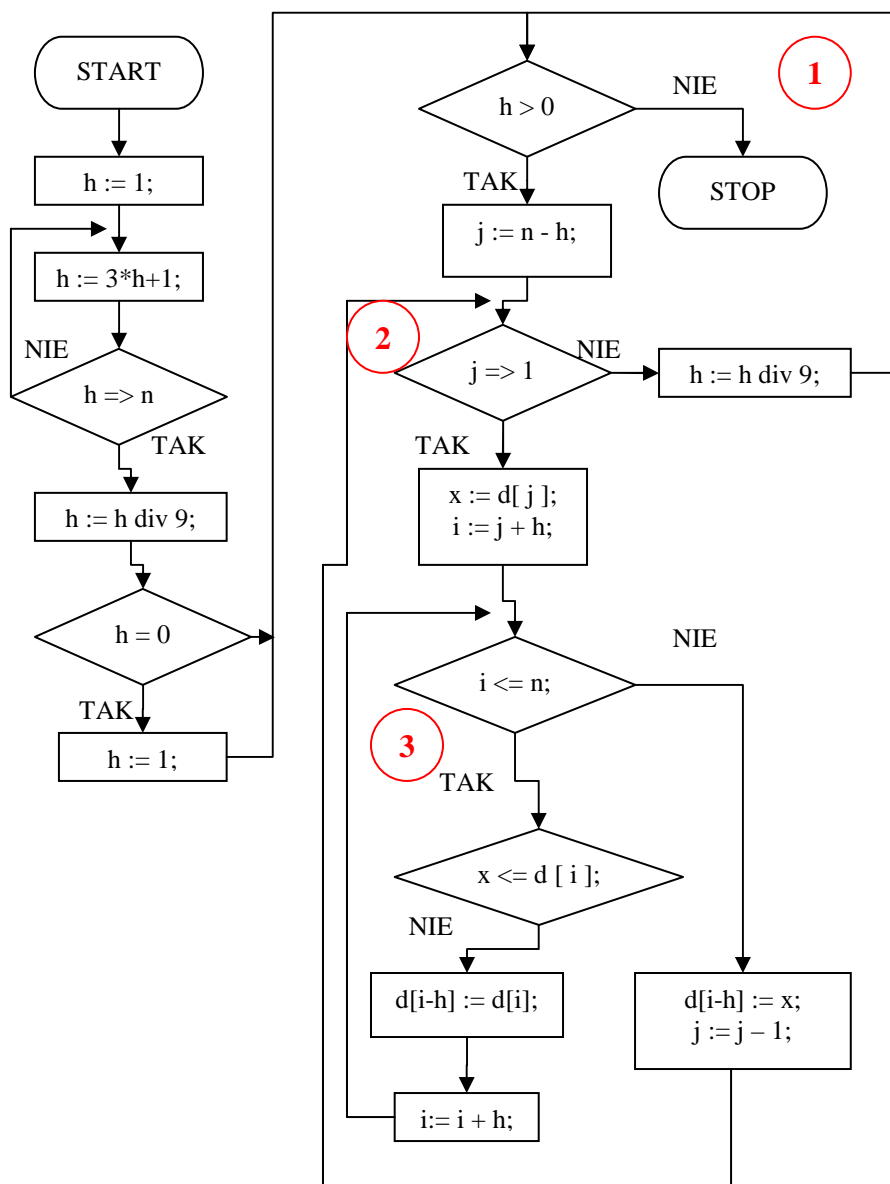 START
h := 1;
h := 3*h+1;
NIE
h => n
TAK
h := h div 9;
h = 0
TAK
h := 1;
1
h > 0
NIE
STOP
TAK
j := n - h;
2
j => 1
NIE
h := h div 9;
TAK
x := d[ j ];
i := j + h;
i <= n;
NIE
3
TAK
x <= d [ i ];
NIE
d[i-h] := d[i];
i:= i + h;
d[i-h] := x;
j := j – 1;